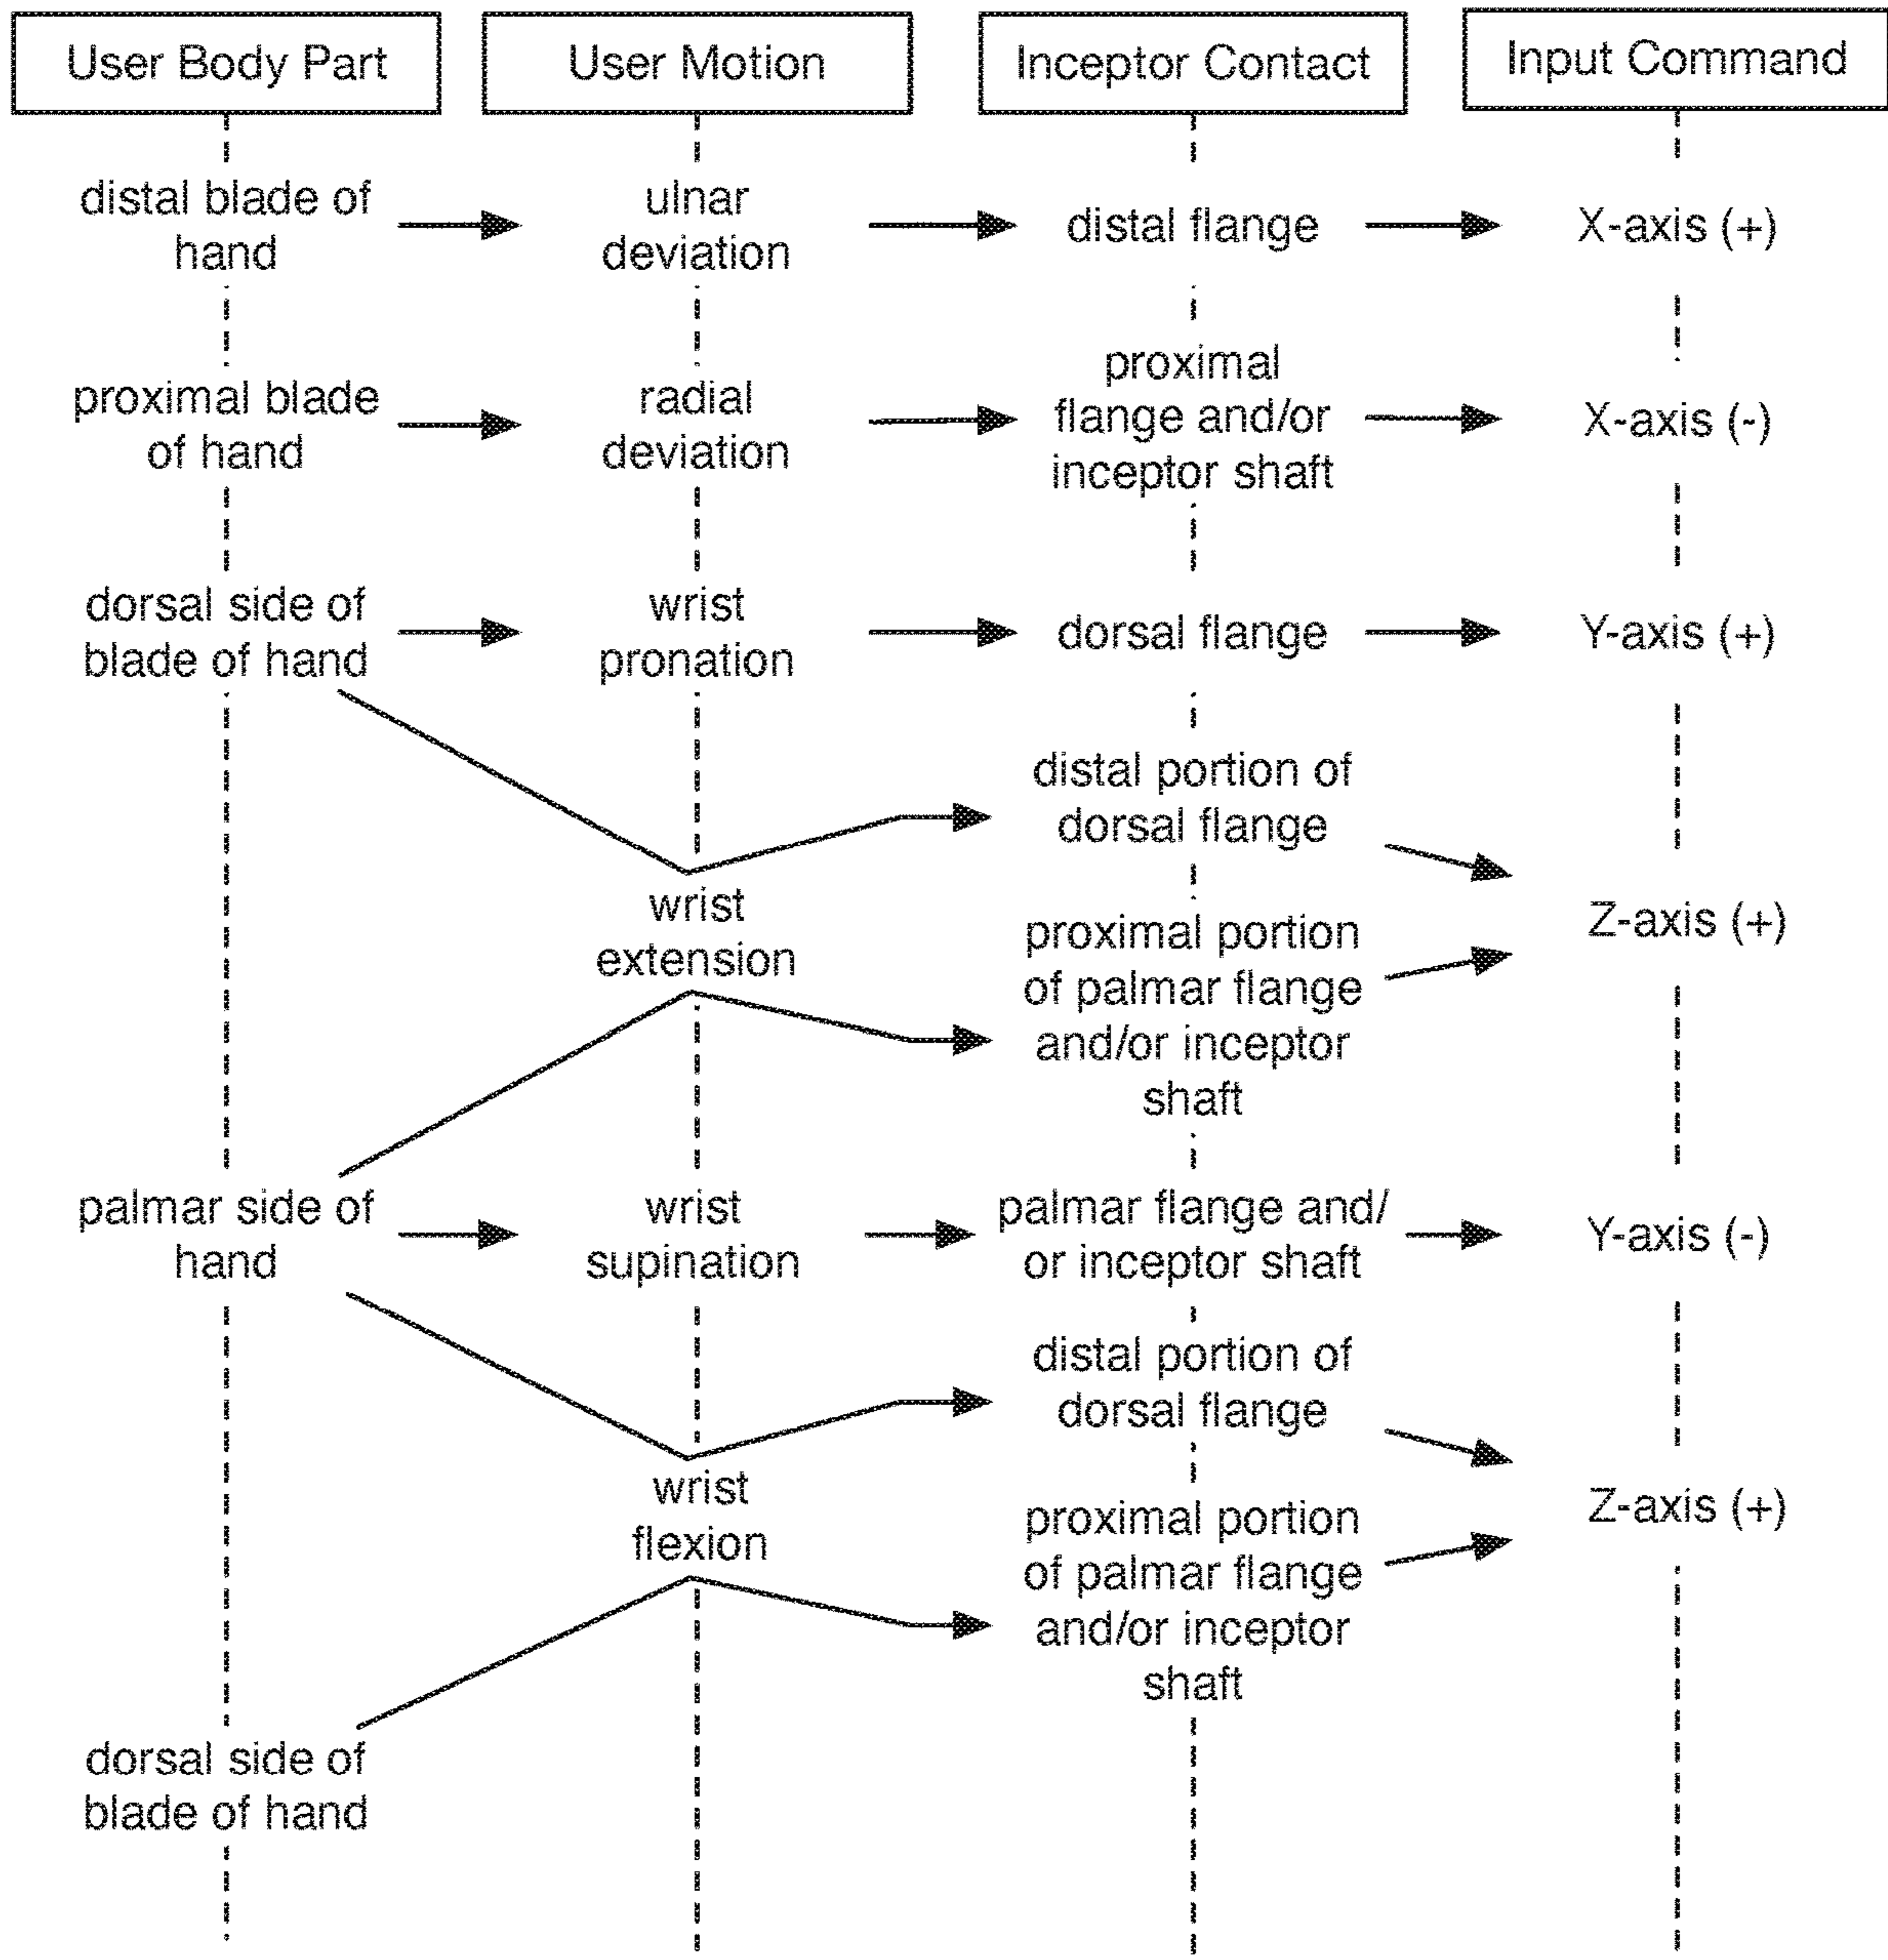 User Body Part
User Motion
Inceptor Contact
Input Command
distal blade of
hand
ulnar
deviation
distal flange
X-axis (+)
proximal blade
of hand
radial
deviation
proximal
flange and/or
inceptor shaft
X-axis (-)
dorsal side of
blade of hand
wrist
pronation
dorsal flange
Y-axis (+)
wrist
extension
distal portion of
dorsal flange
proximal portion
of palmar flange
and/or inceptor
shaft
Z-axis (+)
palmar side of
hand
wrist
supination
palmar flange and/
or inceptor shaft
Y-axis (-)
wrist
flexion
distal portion of
dorsal flange
proximal portion
of palmar flange
and/or inceptor
shaft
Z-axis (+)
dorsal side of
blade of hand